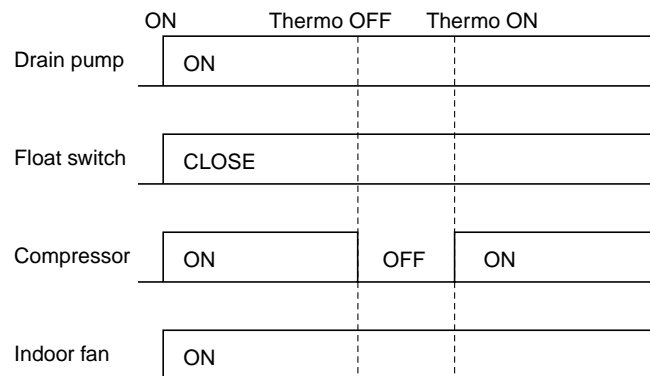 ON Thermo OFF Thermo ON
Drain pump ON
Float switch CLOSE
Compressor ON OFF ON
Indoor fan ON